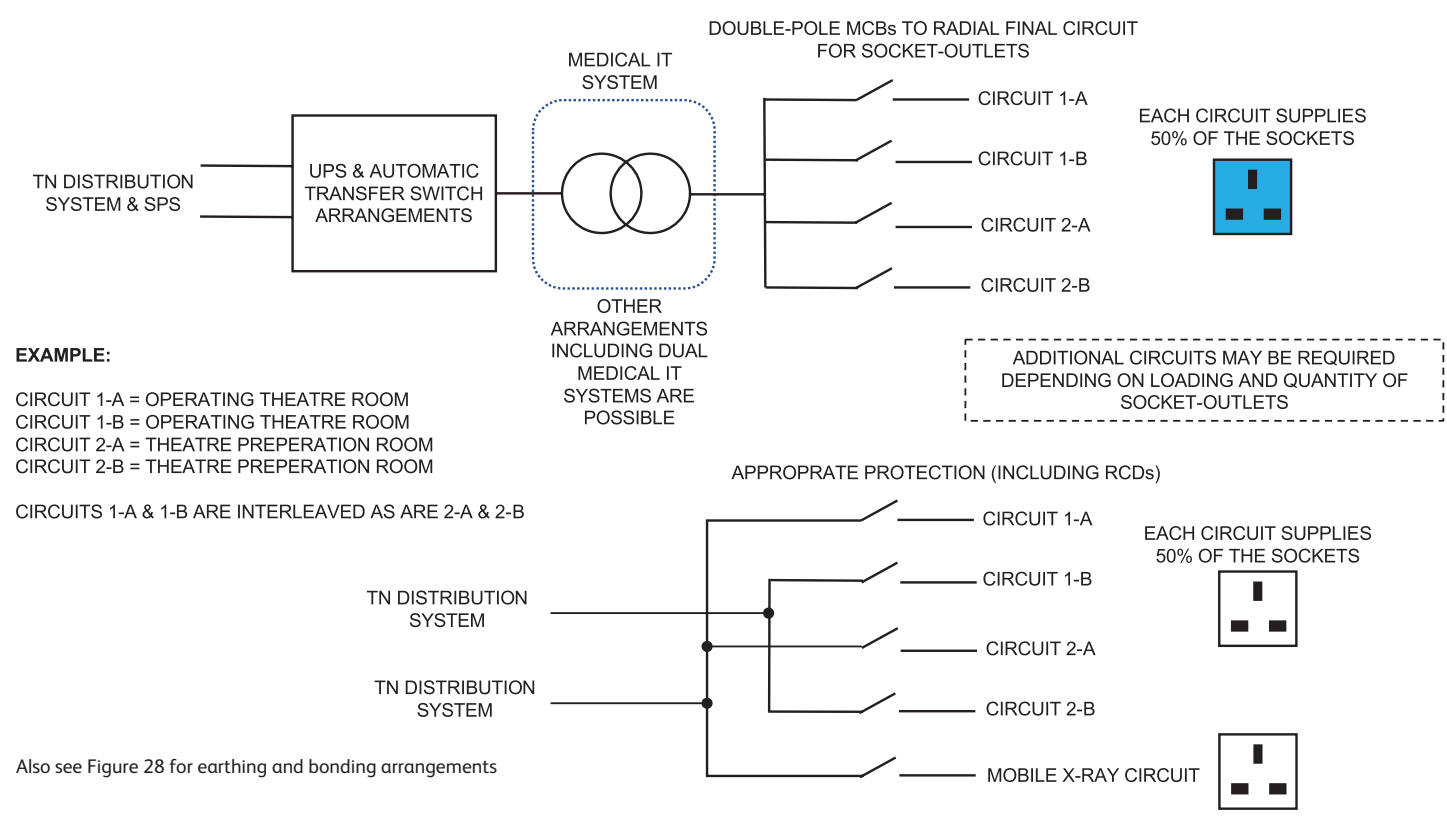 DOUBLE-POLE MCBs TO RADIAL FINAL CIRCUIT
FOR SOCKET-OUTLETS
MEDICAL IT
SYSTEM
CIRCUIT 1-A
CIRCUIT 1-B
CIRCUIT 2-A
CIRCUIT 2-B
EACH CIRCUIT SUPPLIES
50% OF THE SOCKETS
TN DISTRIBUTION
SYSTEM & SPS
UPS & AUTOMATIC
TRANSFER SWITCH
ARRANGEMENTS
OTHER
ARRANGEMENTS
INCLUDING DUAL
MEDICAL IT
SYSTEMS ARE
POSSIBLE
ADDITIONAL CIRCUITS MAY BE REQUIRED
DEPENDING ON LOADING AND QUANTITY OF
SOCKET-OUTLETS
EXAMPLE:
CIRCUIT 1-A = OPERATING THEATRE ROOM
CIRCUIT 1-B = OPERATING THEATRE ROOM
CIRCUIT 2-A = THEATRE PREPERATION ROOM
CIRCUIT 2-B = THEATRE PREPERATION ROOM
CIRCUITS 1-A & 1-B ARE INTERLEAVED AS ARE 2-A & 2-B
APPROPRATE PROTECTION (INCLUDING RCDs)
CIRCUIT 1-A
CIRCUIT 1-B
CIRCUIT 2-A
CIRCUIT 2-B
MOBILE X-RAY CIRCUIT
EACH CIRCUIT SUPPLIES
50% OF THE SOCKETS
TN DISTRIBUTION
SYSTEM
TN DISTRIBUTION
SYSTEM
Also see Figure 28 for earthing and bonding arrangements